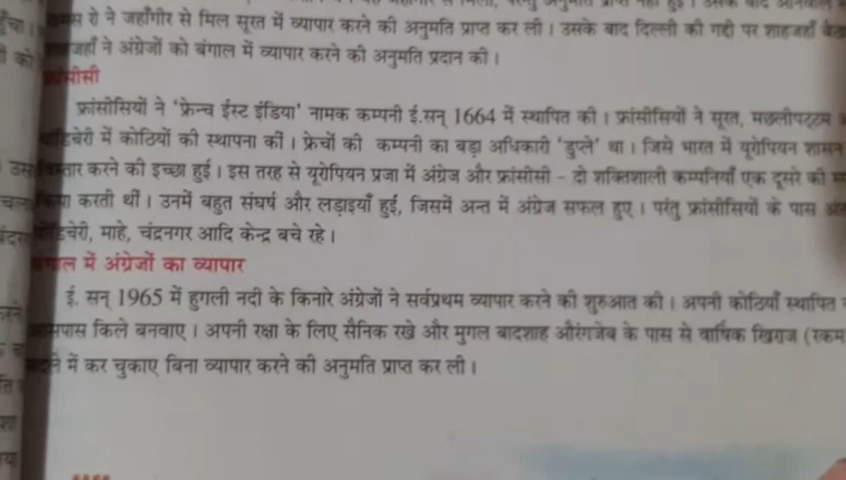 ने जहाँगीर से मिल सूरत में व्यापार करने की अनुमति प्राप्त कर ली । उसके बाद दिल्ली की गद्दी पर शाहजहाँ
ने अंग्रेजों को बंगाल में व्यापार करने की अनुमति प्रदान की ।
फ्रांसीसियों ने ‘फ्रेन्च ईस्ट इंडिया’ नामक कम्पनी ई.सन् 1664 में स्थापित की । फ्रांसीसियों ने सूरत, मछलीपट्टम
में कोठियों की स्थापना कीं । फ्रेचों की कम्पनी का बड़ा अधिकारी ‘डुप्ले’ था । जिसे भारत में यूरोपियन शासन
करने की इच्छा हुई । इस तरह से यूरोपियन प्रजा में अंग्रेज और फ्रांसीसी – दो शक्तिशाली कम्पनियाँ एक दूसरे की
करती थीं । उनमें बहुत संघर्ष और लड़ाइयाँ हुईं, जिसमें अन्त में अंग्रेज सफल हुए । परंतु फ्रांसीसियों के पास
माहे, चंद्रनगर आदि केन्द्र बचे रहे ।
में अंग्रेजों का व्यापार
ई. सन् 1965 में हुगली नदी के किनारे अंग्रेजों ने सर्वप्रथम व्यापार करने की शुरुआत की । अपनी कोठियाँ स्थापित
किले बनवाए । अपनी रक्षा के लिए सैनिक रखे और मुगल बादशाह औरंगजेब के पास से वार्षिक खिराज (रकम
में कर चुकाए बिना व्यापार करने की अनुमति प्राप्त कर ली ।